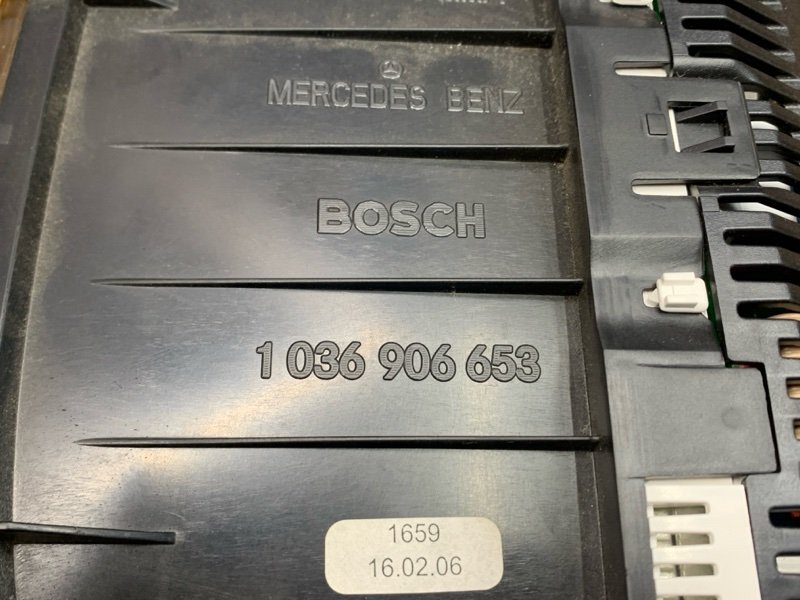 MERCEDES BENZ
BOSCH
1 036 906 653
1659
16.02.06